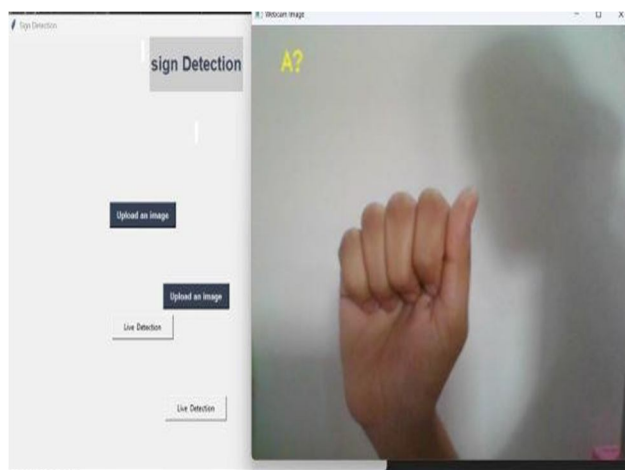 Sign Detection
Webcam Image
sign Detection
A?
Upload an image
Upload an image
Live Detection
Live Detection